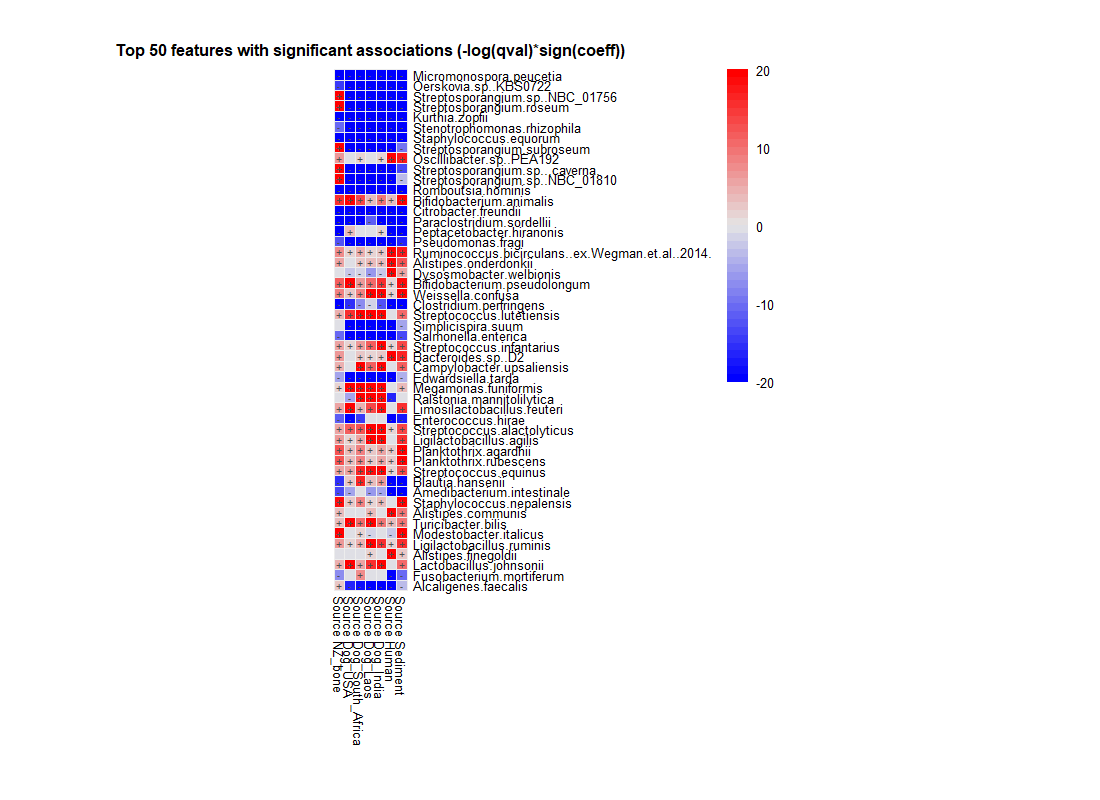 Top 50 features with significant associations (-log(qval)*sign(coeff))
Micromonospora.peucetia
Oerskovia.sp..KBS0722
Streptosporangium.sp..NBC_01756
Streptosporangium.roseum
Kurthia.zopfii
Stenotrophomonas.rhizophila
Staphylococcus.equorum
Streptosporangium.subroseum
Oscillibacter.sp..PEA192
Streptosporangium.sp.._caverna_
Streptosporangium.sp..NBC_01810
Romboutsia.hominis
Bifidobacterium.animalis
Citrobacter.freundii
Paraclostridium.sordellii
Peptacetobacter.hiranonis
Pseudomonas.fragi
Ruminococcus.bicirculans..ex.Wegman.et.al..2014.
Alistipes.onderdonkii
Dysosmobacter.welbionis
Bifidobacterium.pseudolongum
Weissella.confusa
Clostridium.perfringens
Streptococcus.lutetiensis
Simplicispira.suum
Salmonella.enterica
Streptococcus.infantarius
Bacteroides.sp..D2
Campylobacter.upsaliensis
Edwardsiella.tarda
Megamonas.funiformis
Ralstonia.mannitolilytica
Limosilactobacillus.reuteri
Enterococcus.hirae
Streptococcus.alactolyticus
Ligilactobacillus.agilis
Planktothrix.agardhii
Planktothrix.rubescens
Streptococcus.equinus
Blautia.hansenii
Amedibacterium.intestinale
Staphylococcus.nepalensis
Alistipes.communis
Turicibacter.bilis
Modestobacter.italicus
Ligilactobacillus.ruminis
Alistipes.finegoldii
Lactobacillus.johnsonii
Fusobacterium.mortiferum
Alcaligenes.faecalis
20
10
0
-10
-20
Source NZ_bone
Source Dog_USA
Source Dog_South_Africa
Source Dog_Laos
Source Dog_India
Source Human
Source Sediment